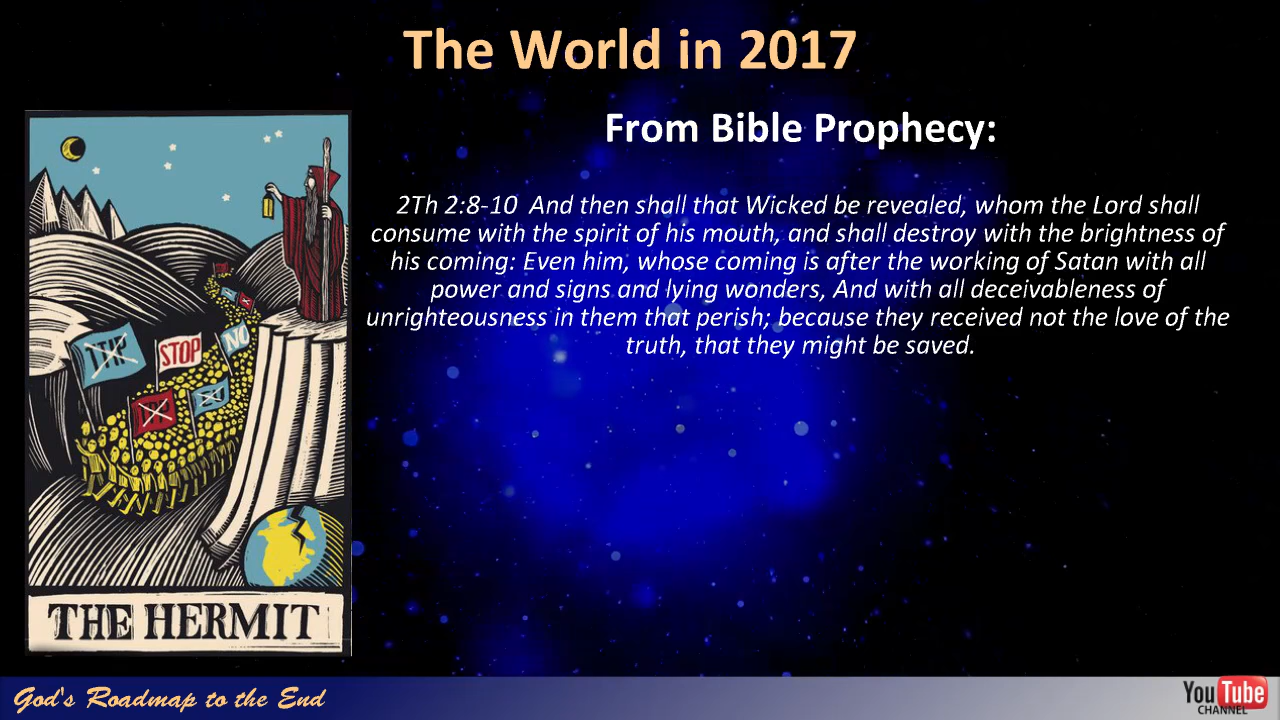 The World in 2017
From Bible Prophecy:
2Th 2:8-10  And then shall that Wicked be revealed, whom the Lord shall
consume with the spirit of his mouth, and shall destroy with the brightness of
his coming: Even him, whose coming is after the working of Satan with all
power and signs and lying wonders, And with all deceivableness of
unrighteousness in them that perish; because they received not the love of the
truth, that they might be saved.
TTIP
STOP
NO
THE HERMIT
God's Roadmap to the End
YouTube
CHANNEL